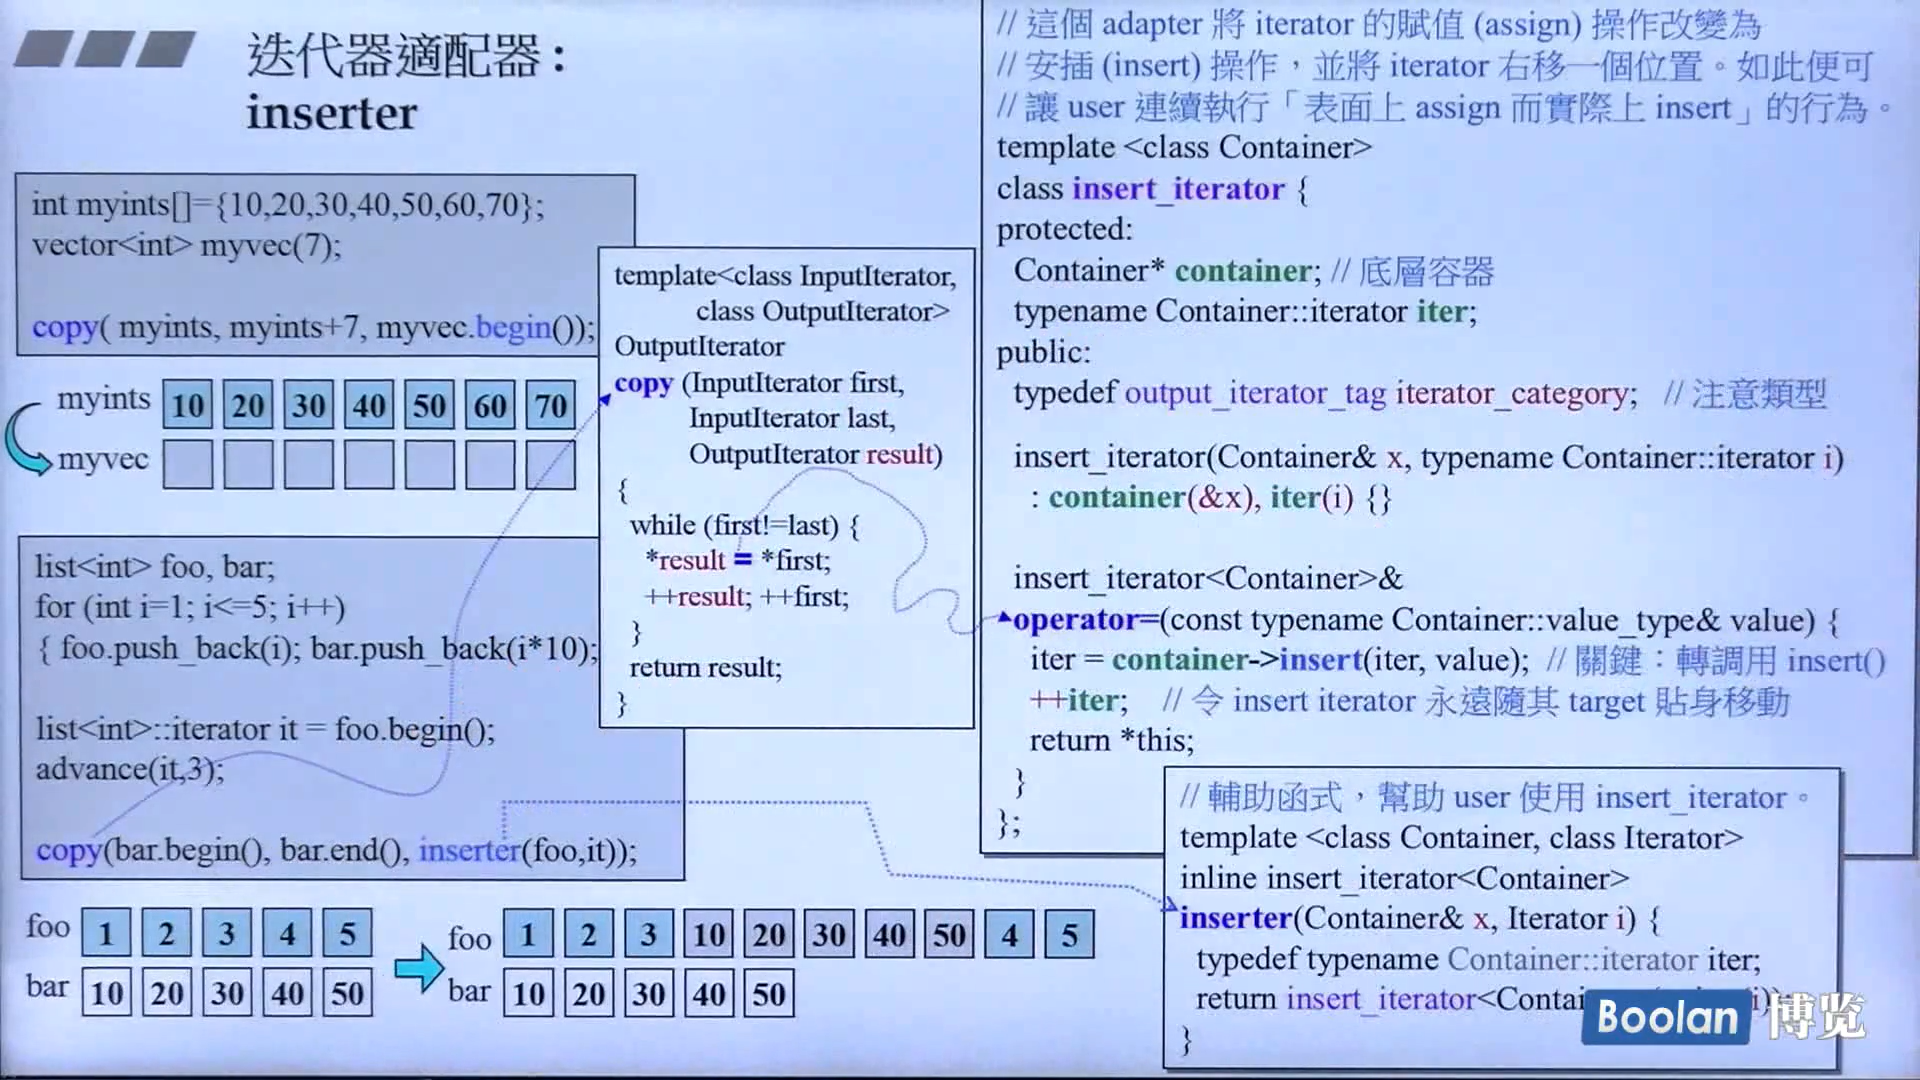 迭代器適配器：
inserter
int myints[]={10,20,30,40,50,60,70};
vector<int> myvec(7);
copy( myints, myints+7, myvec.begin());
myints 10 20 30 40 50 60 70
myvec
list<int> foo, bar;
for (int i=1; i<=5; i++)
{ foo.push_back(i); bar.push_back(i*10);
list<int>::iterator it = foo.begin();
advance(it,3);
copy(bar.begin(), bar.end(), inserter(foo,it));
foo 1 2 3 4 5
bar 10 20 30 40 50
foo 1 2 3 10 20 30 40 50 4 5
bar 10 20 30 40 50
template<class InputIterator,
class OutputIterator>
OutputIterator
copy (InputIterator first,
InputIterator last,
OutputIterator result)
{
while (first!=last) {
*result = *first;
++result; ++first;
}
return result;
}
// 這個 adapter 將 iterator 的賦值 (assign) 操作改變為
// 安插 (insert) 操作，並將 iterator 右移一個位置。如此便可
// 讓 user 連續執行「表面上 assign 而實際上 insert」的行為。
template <class Container>
class insert_iterator {
protected:
Container* container; // 底層容器
typename Container::iterator iter;
public:
typedef output_iterator_tag iterator_category; // 注意類型
insert_iterator(Container& x, typename Container::iterator i)
: container(&x), iter(i) {}
insert_iterator<Container>&
operator=(const typename Container::value_type& value) {
iter = container->insert(iter, value); // 關鍵：轉調用 insert()
++iter; // 令 insert iterator 永遠隨其 target 貼身移動
return *this;
}
};
// 輔助函式，幫助 user 使用 insert_iterator。
template <class Container, class Iterator>
inline insert_iterator<Container>
inserter(Container& x, Iterator i) {
typedef typename Container::iterator iter;
return insert_iterator<Contai
}
Boolan 博览